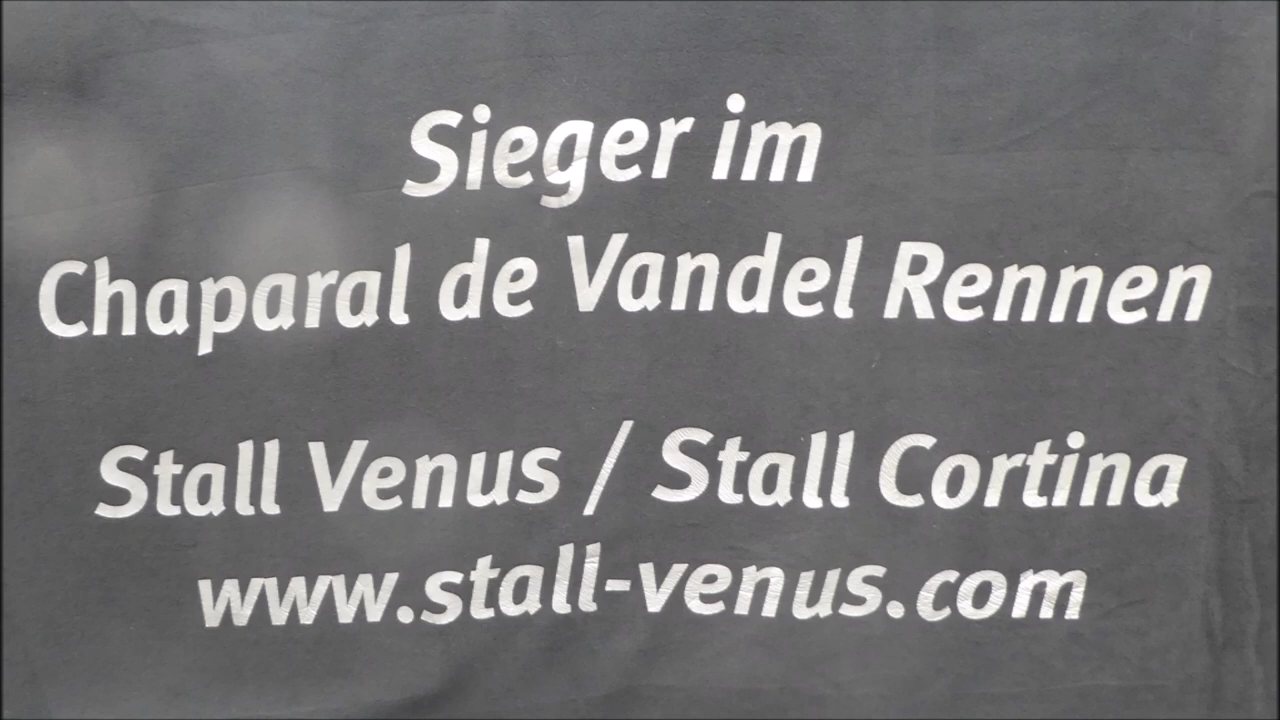 Sieger im
Chaparal de Vandel Rennen
Stall Venus / Stall Cortina
www.stall-venus.com